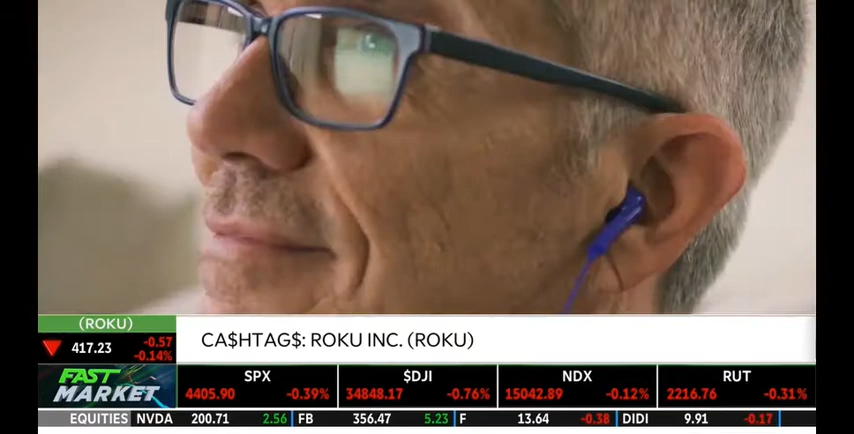 (ROKU)
417.23 -0.57
-0.14%
CA$HTAG$: ROKU INC. (ROKU)
FAST
MARKET
SPX $DJI NDX RUT
4405.90 -0.39% 34848.17 -0.76% 15042.89 -0.12% 2216.76 -0.31%
EQUITIES NVDA 200.71 2.56 FB 356.47 5.23 F 13.64 -0.38 DIDI 9.91 -0.17